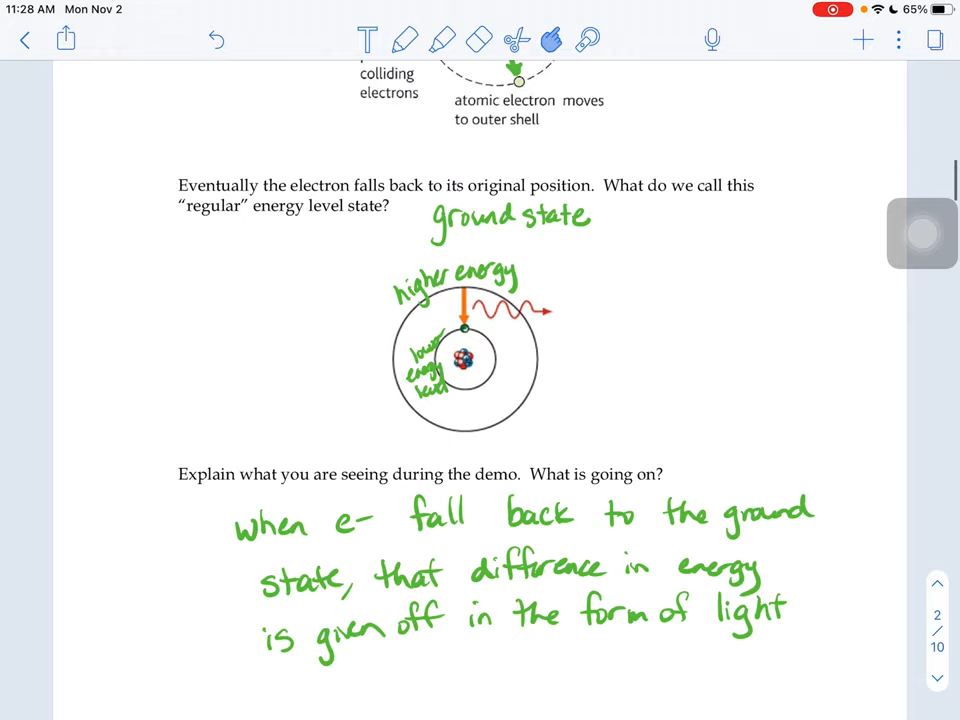 11:28 AM Mon Nov 2
65%
T
colliding
electrons
atomic electron moves
to outer shell
Eventually the electron falls back to its original position. What do we call this
“regular” energy level state?
ground state
higher energy
lower
energy
level
Explain what you are seeing during the demo. What is going on?
when e- fall back to the ground
state, that difference in energy
is given off in the form of light
2
/
10